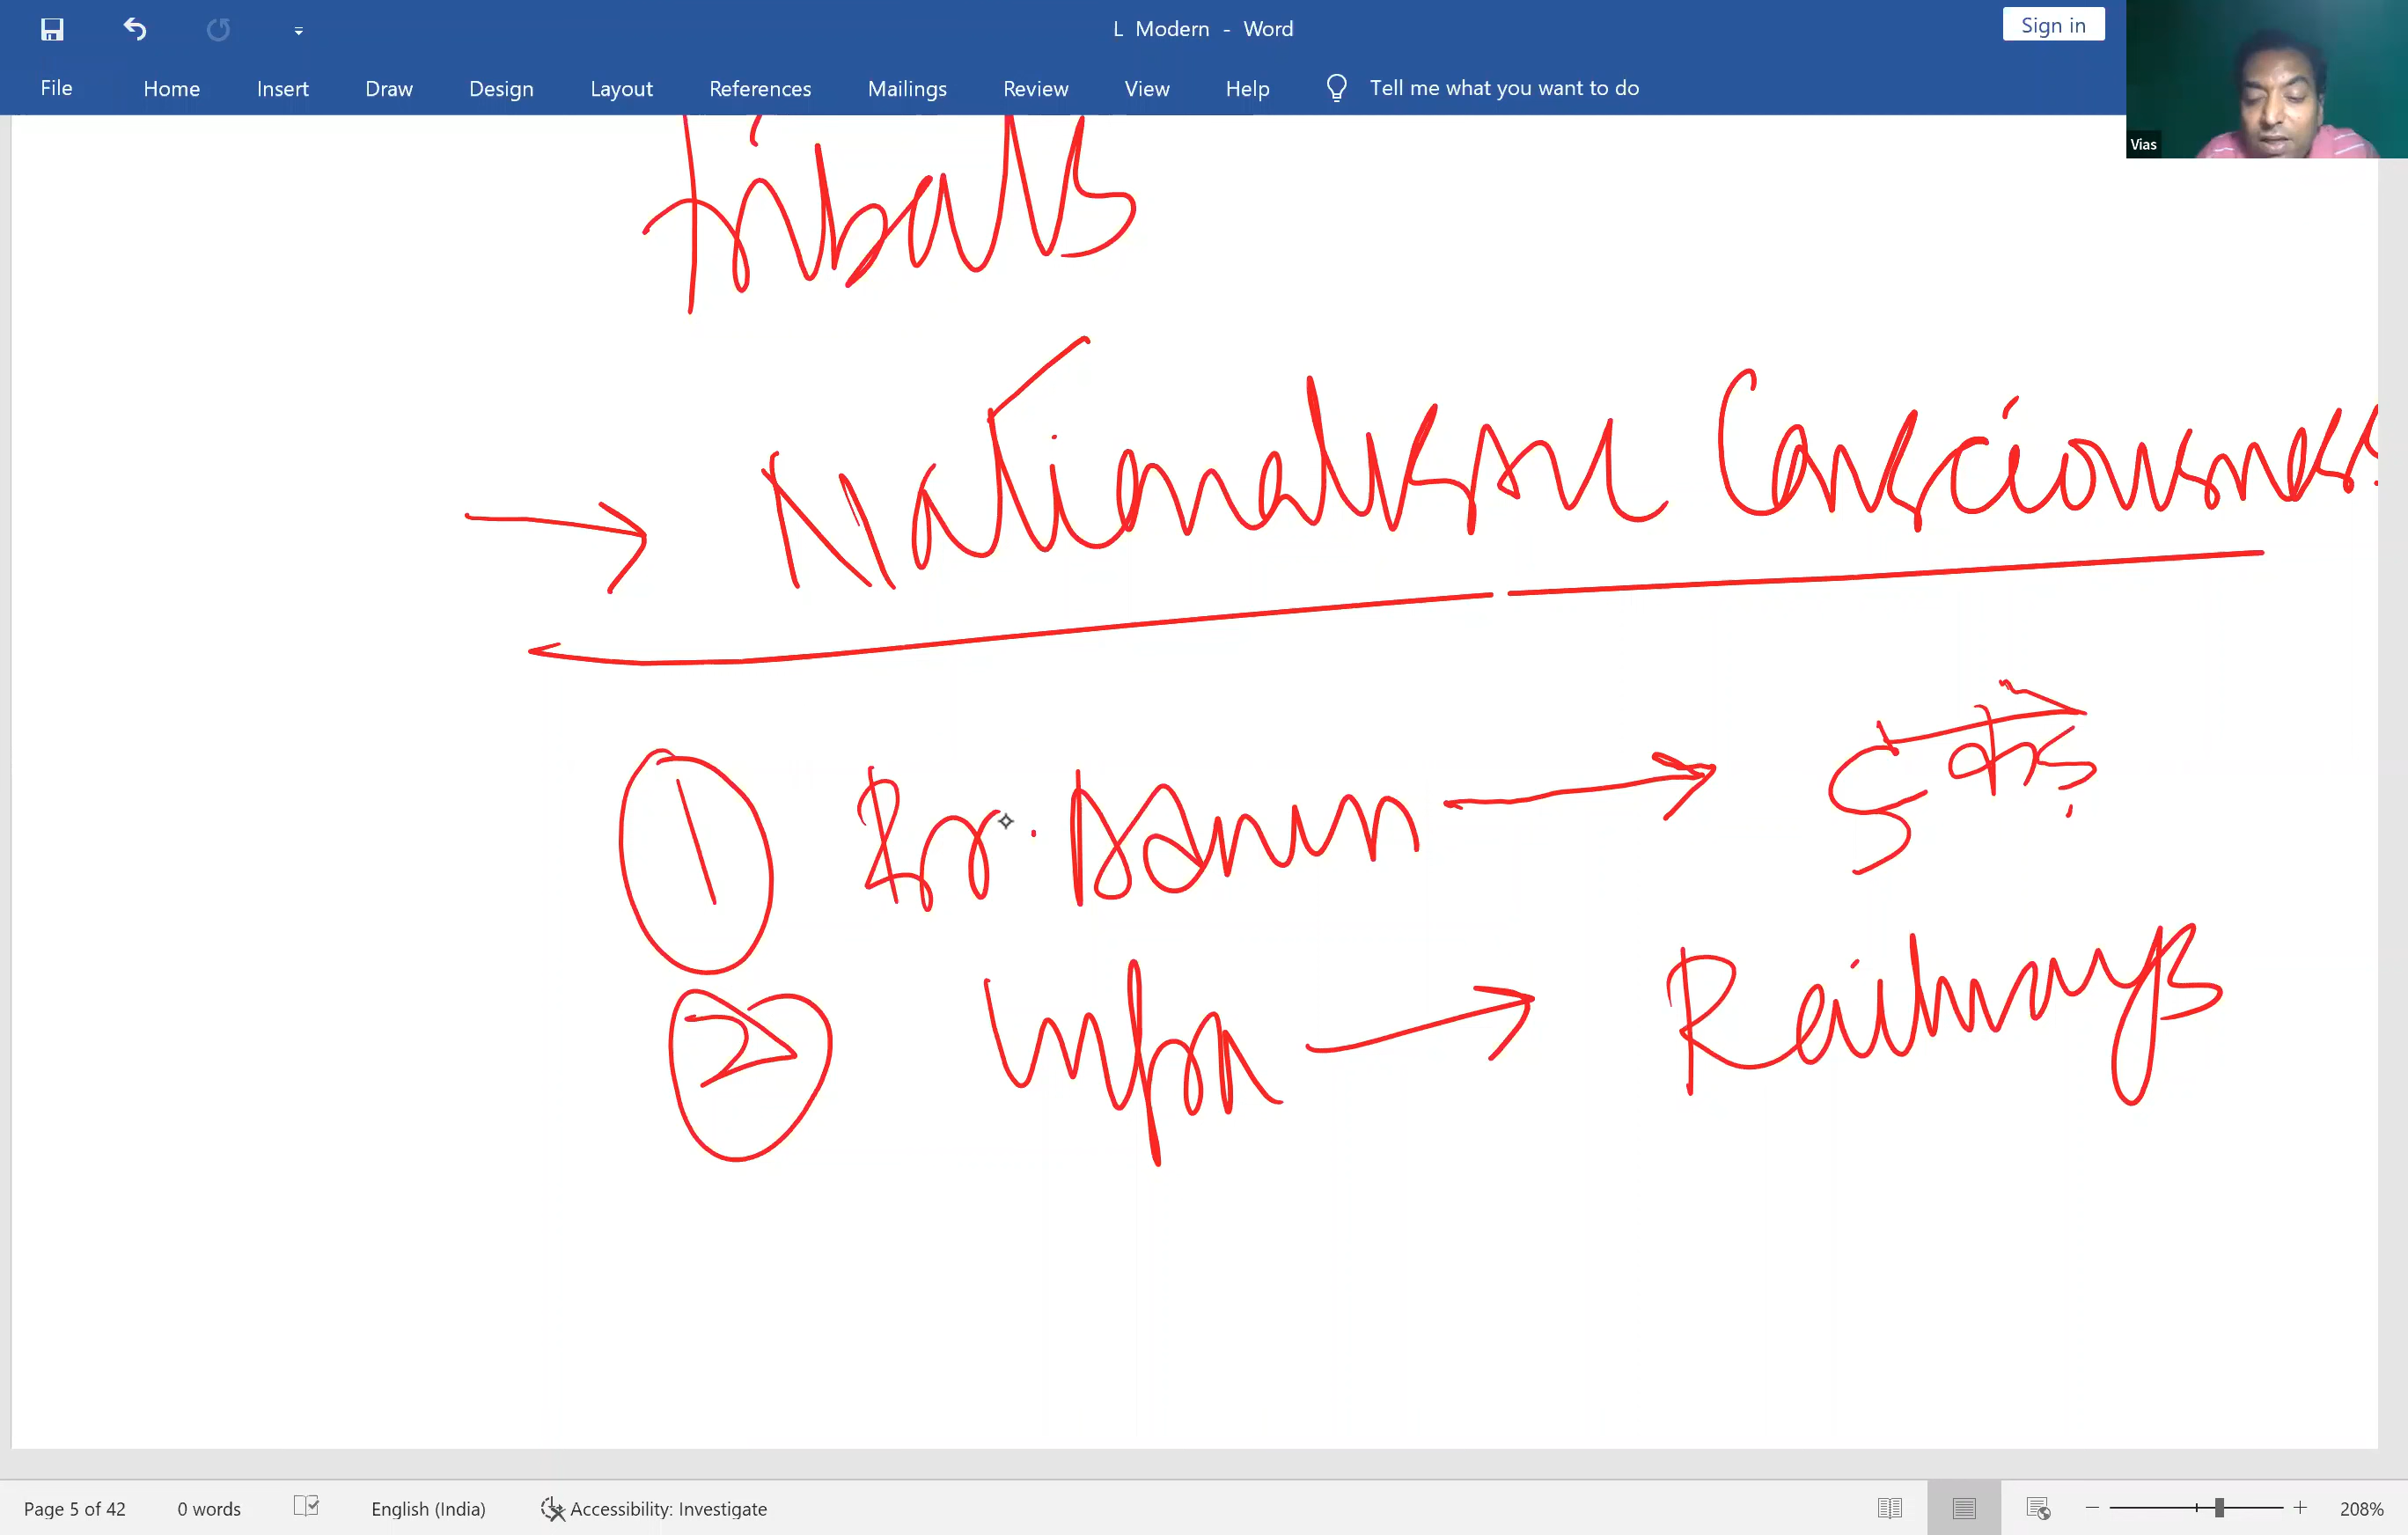 L Modern - Word
Sign in
File Home Insert Draw Design Layout References Mailings Review View Help Tell me what you want to do
Vias
Tribals
→ Nationalism Consciousness
1 Br. Admn →
2 Infra → Railways
Page 5 of 42 0 words English (India) Accessibility: Investigate 208%